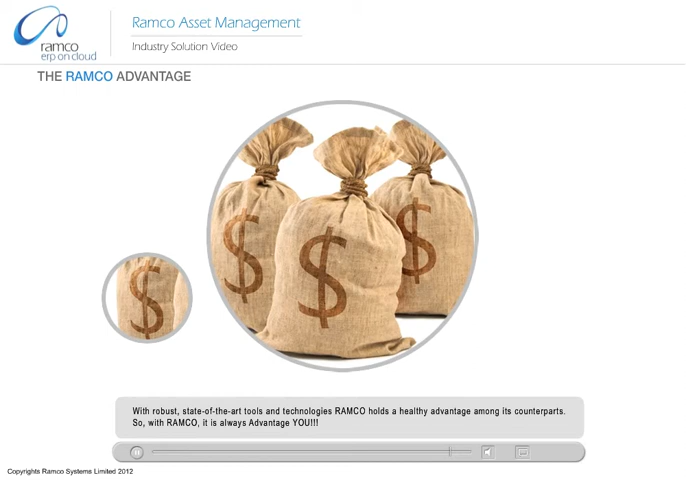 ramco
erp on cloud
Ramco Asset Management
Industry Solution Video
THE RAMCO ADVANTAGE
$ $ $
$
With robust, state-of-the-art tools and technologies RAMCO holds a healthy advantage among its counterparts.
So, with RAMCO, it is always Advantage YOU!!!
Copyrights Ramco Systems Limited 2012